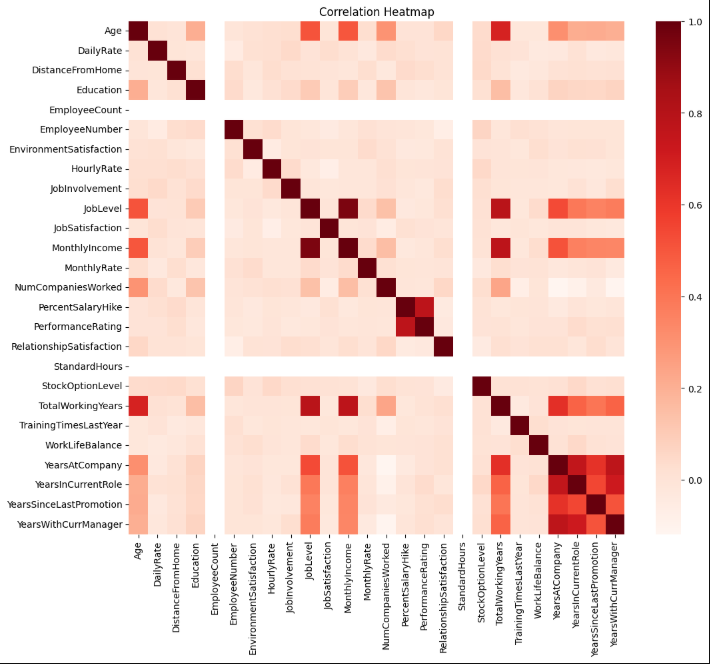 Correlation Heatmap
Age
DailyRate
DistanceFromHome
Education
EmployeeCount
EmployeeNumber
EnvironmentSatisfaction
HourlyRate
JobInvolvement
JobLevel
JobSatisfaction
MonthlyIncome
MonthlyRate
NumCompaniesWorked
PercentSalaryHike
PerformanceRating
RelationshipSatisfaction
StandardHours
StockOptionLevel
TotalWorkingYears
TrainingTimesLastYear
WorkLifeBalance
YearsAtCompany
YearsInCurrentRole
YearsSinceLastPromotion
YearsWithCurrManager
Age
DailyRate
DistanceFromHome
Education
EmployeeCount
EmployeeNumber
EnvironmentSatisfaction
HourlyRate
JobInvolvement
JobLevel
JobSatisfaction
MonthlyIncome
MonthlyRate
NumCompaniesWorked
PercentSalaryHike
PerformanceRating
RelationshipSatisfaction
StandardHours
StockOptionLevel
TotalWorkingYears
TrainingTimesLastYear
WorkLifeBalance
YearsAtCompany
YearsInCurrentRole
YearsSinceLastPromotion
YearsWithCurrManager
1.0
0.8
0.6
0.4
0.2
0.0